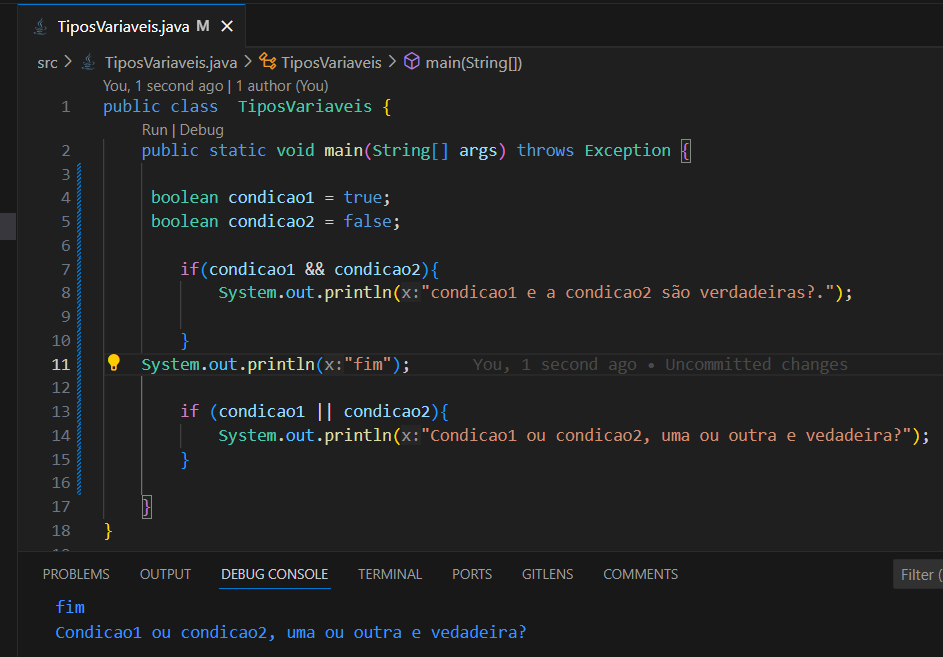 TiposVariaveis.java M
src > TiposVariaveis.java > TiposVariaveis > main(String[])
You, 1 second ago | 1 author (You)
1 public class  TiposVariaveis {
Run | Debug
2 public static void main(String[] args) throws Exception {
3
4 boolean condicao1 = true;
5 boolean condicao2 = false;
6
7 if(condicao1 && condicao2){
8 System.out.println(x:"condicao1 e a condicao2 são verdadeiras?.");
9
10 }
11 System.out.println(x:"fim"); You, 1 second ago • Uncommitted changes
12
13 if (condicao1 || condicao2){
14 System.out.println(x:"Condicao1 ou condicao2, uma ou outra e vedadeira?");
15 }
16
17 }
18 }
PROBLEMS OUTPUT DEBUG CONSOLE TERMINAL PORTS GITLENS COMMENTS Filter (
fim
Condicao1 ou condicao2, uma ou outra e vedadeira?